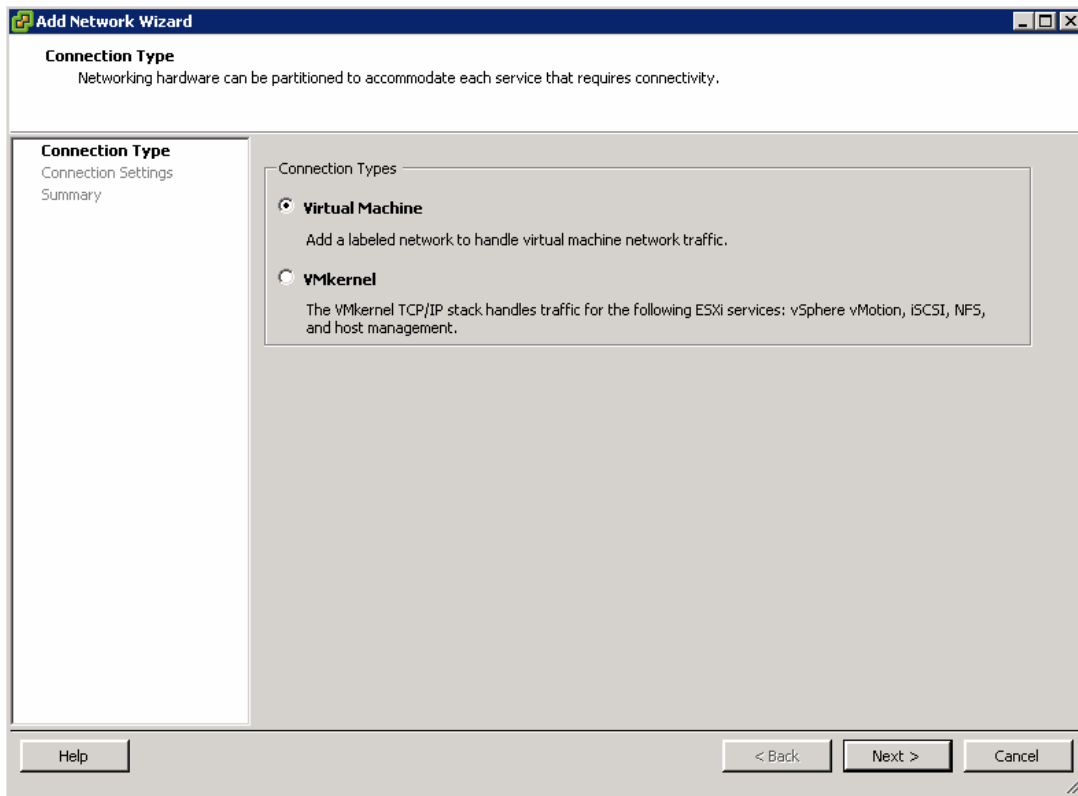 Add Network Wizard
Connection Type
Networking hardware can be partitioned to accommodate each service that requires connectivity.
Connection Type
Connection Settings
Summary
Connection Types
Virtual Machine
Add a labeled network to handle virtual machine network traffic.
VMkernel
The VMkernel TCP/IP stack handles traffic for the following ESXi services: vSphere vMotion, iSCSI, NFS,
and host management.
Help
< Back
Next >
Cancel